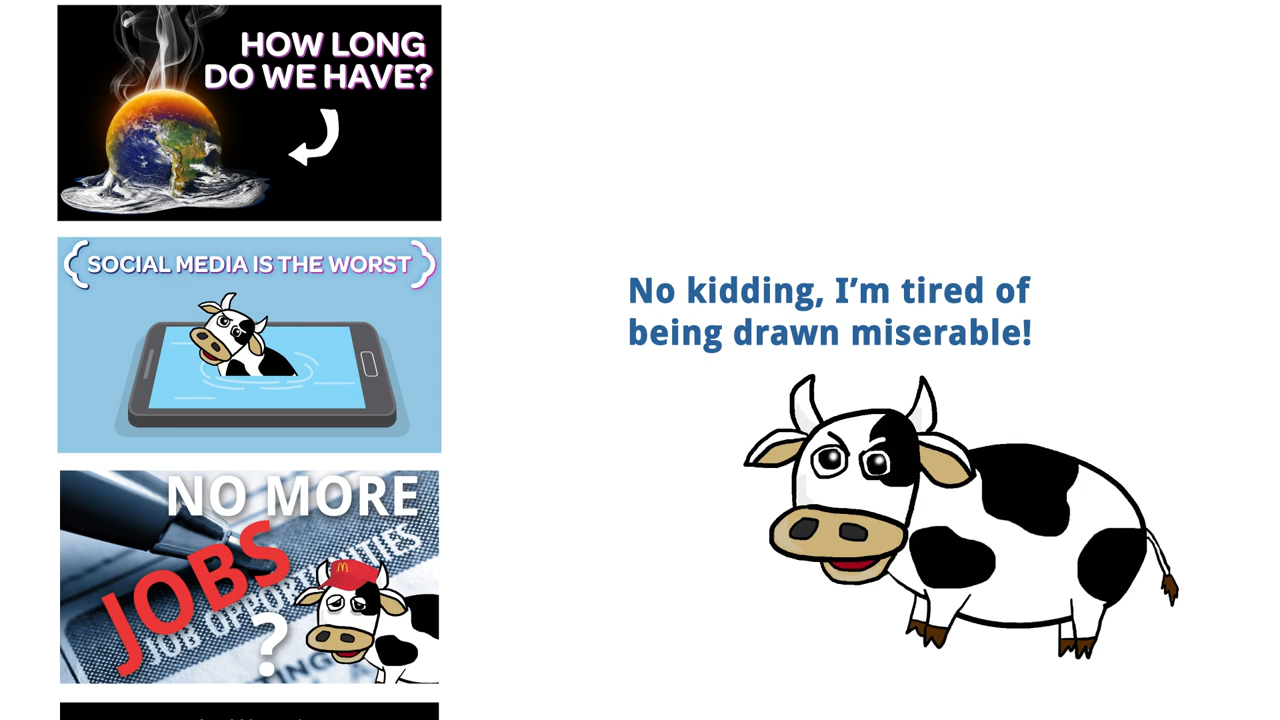 HOW LONG
DO WE HAVE?
SOCIAL MEDIA IS THE WORST
No kidding, I’m tired of
being drawn miserable!
NO MORE
JOBS
?